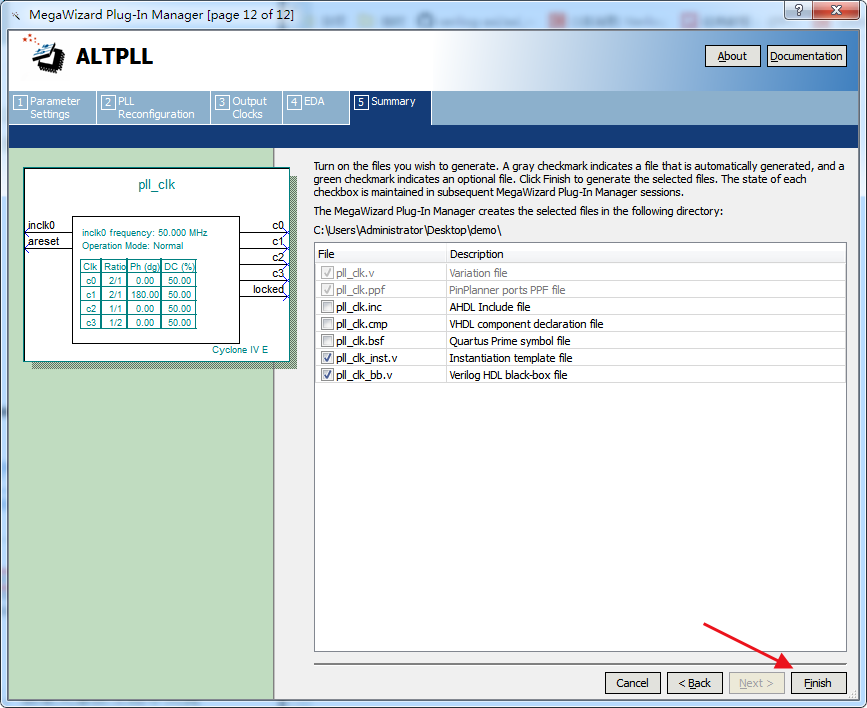 MegaWizard Plug-In Manager [page 12 of 12]
?
ALTPLL
About
Documentation
1 Parameter Settings
2 PLL Reconfiguration
3 Output Clocks
4 EDA
5 Summary
pll_clk
inclk0
areset
inclk0 frequency: 50.000 MHz
Operation Mode: Normal
Clk Ratio Ph (dg) DC (%)
c0 2/1 0.00 50.00
c1 2/1 180.00 50.00
c2 1/1 0.00 50.00
c3 1/2 0.00 50.00
c0
c1
c2
c3
locked
Cyclone IV E
Turn on the files you wish to generate. A gray checkmark indicates a file that is automatically generated, and a
green checkmark indicates an optional file. Click Finish to generate the selected files. The state of each
checkbox is maintained in subsequent MegaWizard Plug-In Manager sessions.
The MegaWizard Plug-In Manager creates the selected files in the following directory:
C:\Users\Administrator\Desktop\demo\
File Description
pll_clk.v Variation file
pll_clk.ppf PinPlanner ports PPF file
pll_clk.inc AHDL Include file
pll_clk.cmp VHDL component declaration file
pll_clk.bsf Quartus Prime symbol file
pll_clk_inst.v Instantiation template file
pll_clk_bb.v Verilog HDL black-box file
Cancel
< Back
Next >
Finish